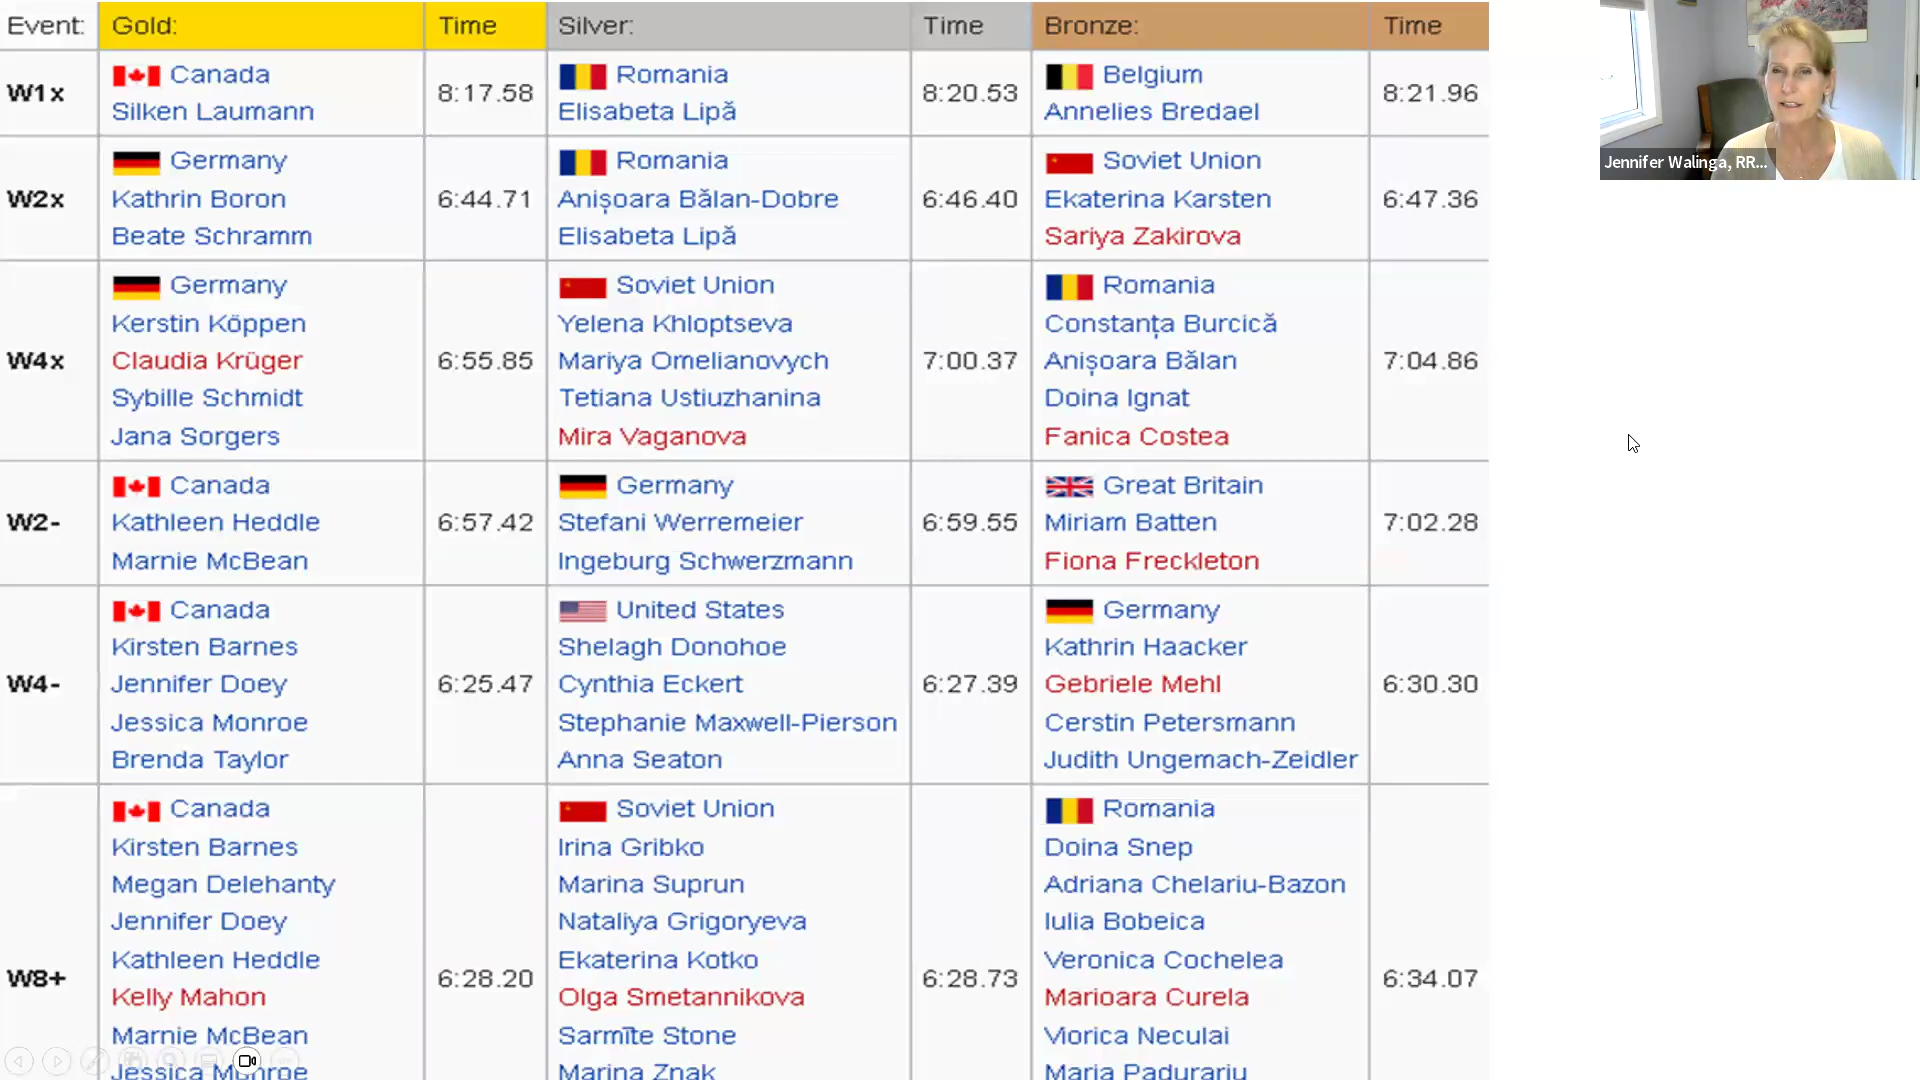 Event: Gold: Time Silver: Time Bronze: Time
W1x
Canada
Silken Laumann
8:17.58
Romania
Elisabeta Lipă
8:20.53
Belgium
Annelies Bredael
8:21.96
W2x
Germany
Kathrin Boron
Beate Schramm
6:44.71
Romania
Anișoara Bălan-Dobre
Elisabeta Lipă
6:46.40
Soviet Union
Ekaterina Karsten
Sariya Zakirova
6:47.36
W4x
Germany
Kerstin Köppen
Claudia Krüger
Sybille Schmidt
Jana Sorgers
6:55.85
Soviet Union
Yelena Khloptseva
Mariya Omelianovych
Tetiana Ustiuzhanina
Mira Vaganova
7:00.37
Romania
Constanța Burcică
Anișoara Bălan
Doina Ignat
Fanica Costea
7:04.86
W2-
Canada
Kathleen Heddle
Marnie McBean
6:57.42
Germany
Stefani Werremeier
Ingeburg Schwerzmann
6:59.55
Great Britain
Miriam Batten
Fiona Freckleton
7:02.28
W4-
Canada
Kirsten Barnes
Jennifer Doey
Jessica Monroe
Brenda Taylor
6:25.47
United States
Shelagh Donohoe
Cynthia Eckert
Stephanie Maxwell-Pierson
Anna Seaton
6:27.39
Germany
Kathrin Haacker
Gebriele Mehl
Cerstin Petersmann
Judith Ungemach-Zeidler
6:30.30
W8+
Canada
Kirsten Barnes
Megan Delehanty
Jennifer Doey
Kathleen Heddle
Kelly Mahon
Marnie McBean
Jessica Monroe
6:28.20
Soviet Union
Irina Gribko
Marina Suprun
Nataliya Grigoryeva
Ekaterina Kotko
Olga Smetannikova
Sarmīte Stone
Marina Znak
6:28.73
Romania
Doina Snep
Adriana Chelariu-Bazon
Iulia Bobeica
Veronica Cochelea
Marioara Curela
Viorica Neculai
Maria Padurariu
6:34.07
Jennifer Walinga, RR...